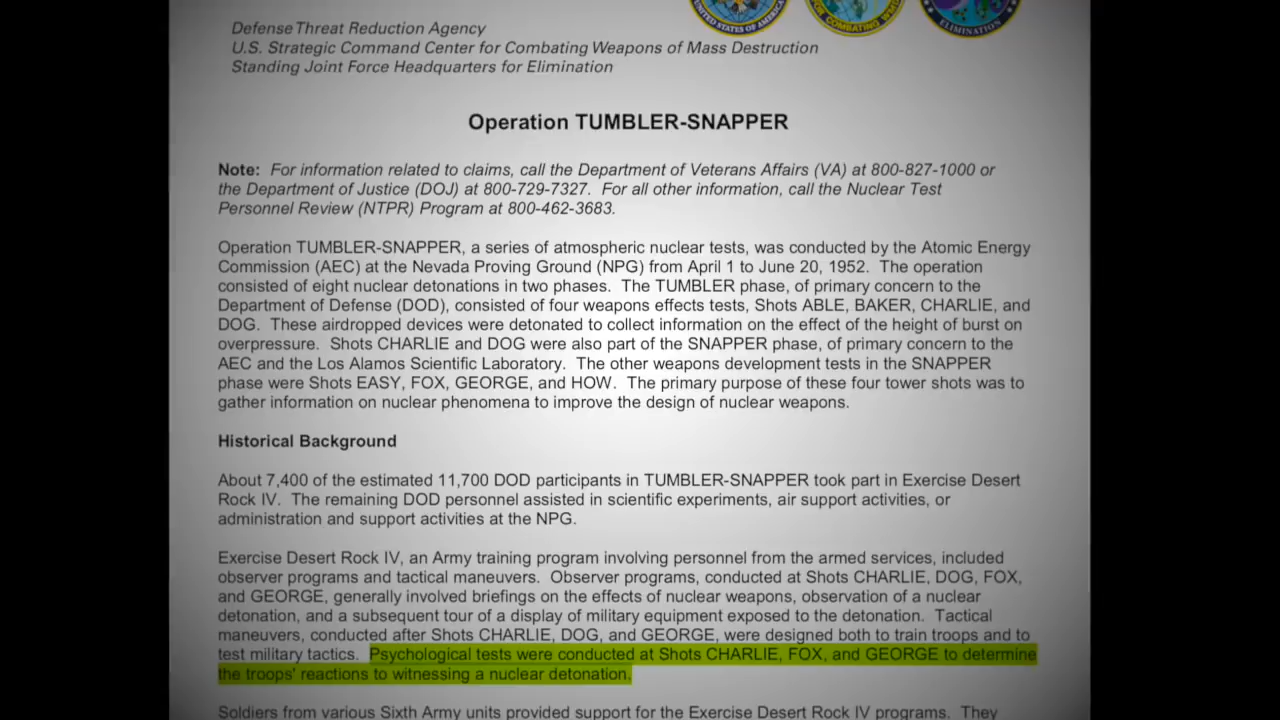 UNITED STATES OF AMERICA
FOR COMBATING WMD
ELIMINATION
Defense Threat Reduction Agency
U.S. Strategic Command Center for Combating Weapons of Mass Destruction
Standing Joint Force Headquarters for Elimination
Operation TUMBLER-SNAPPER
Note: For information related to claims, call the Department of Veterans Affairs (VA) at 800-827-1000 or
the Department of Justice (DOJ) at 800-729-7327. For all other information, call the Nuclear Test
Personnel Review (NTPR) Program at 800-462-3683.
Operation TUMBLER-SNAPPER, a series of atmospheric nuclear tests, was conducted by the Atomic Energy
Commission (AEC) at the Nevada Proving Ground (NPG) from April 1 to June 20, 1952. The operation
consisted of eight nuclear detonations in two phases. The TUMBLER phase, of primary concern to the
Department of Defense (DOD), consisted of four weapons effects tests, Shots ABLE, BAKER, CHARLIE, and
DOG. These airdropped devices were detonated to collect information on the effect of the height of burst on
overpressure. Shots CHARLIE and DOG were also part of the SNAPPER phase, of primary concern to the
AEC and the Los Alamos Scientific Laboratory. The other weapons development tests in the SNAPPER
phase were Shots EASY, FOX, GEORGE, and HOW. The primary purpose of these four tower shots was to
gather information on nuclear phenomena to improve the design of nuclear weapons.
Historical Background
About 7,400 of the estimated 11,700 DOD participants in TUMBLER-SNAPPER took part in Exercise Desert
Rock IV. The remaining DOD personnel assisted in scientific experiments, air support activities, or
administration and support activities at the NPG.
Exercise Desert Rock IV, an Army training program involving personnel from the armed services, included
observer programs and tactical maneuvers. Observer programs, conducted at Shots CHARLIE, DOG, FOX,
and GEORGE, generally involved briefings on the effects of nuclear weapons, observation of a nuclear
detonation, and a subsequent tour of a display of military equipment exposed to the detonation. Tactical
maneuvers, conducted after Shots CHARLIE, DOG, and GEORGE, were designed both to train troops and to
test military tactics. Psychological tests were conducted at Shots CHARLIE, FOX, and GEORGE to determine
the troops' reactions to witnessing a nuclear detonation.
Soldiers from various Sixth Army units provided support for the Exercise Desert Rock IV programs. They